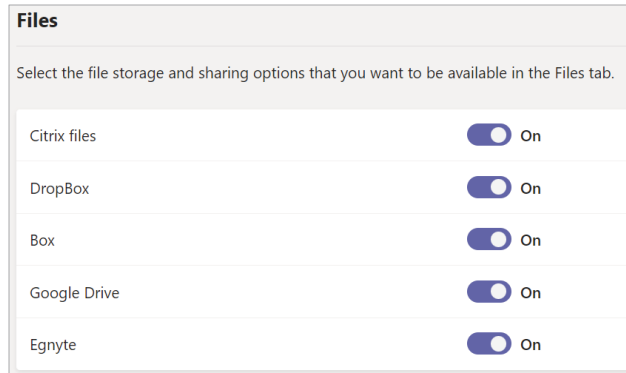 Files
Select the file storage and sharing options that you want to be available in the Files tab.
Citrix files On
DropBox On
Box On
Google Drive On
Egnyte On